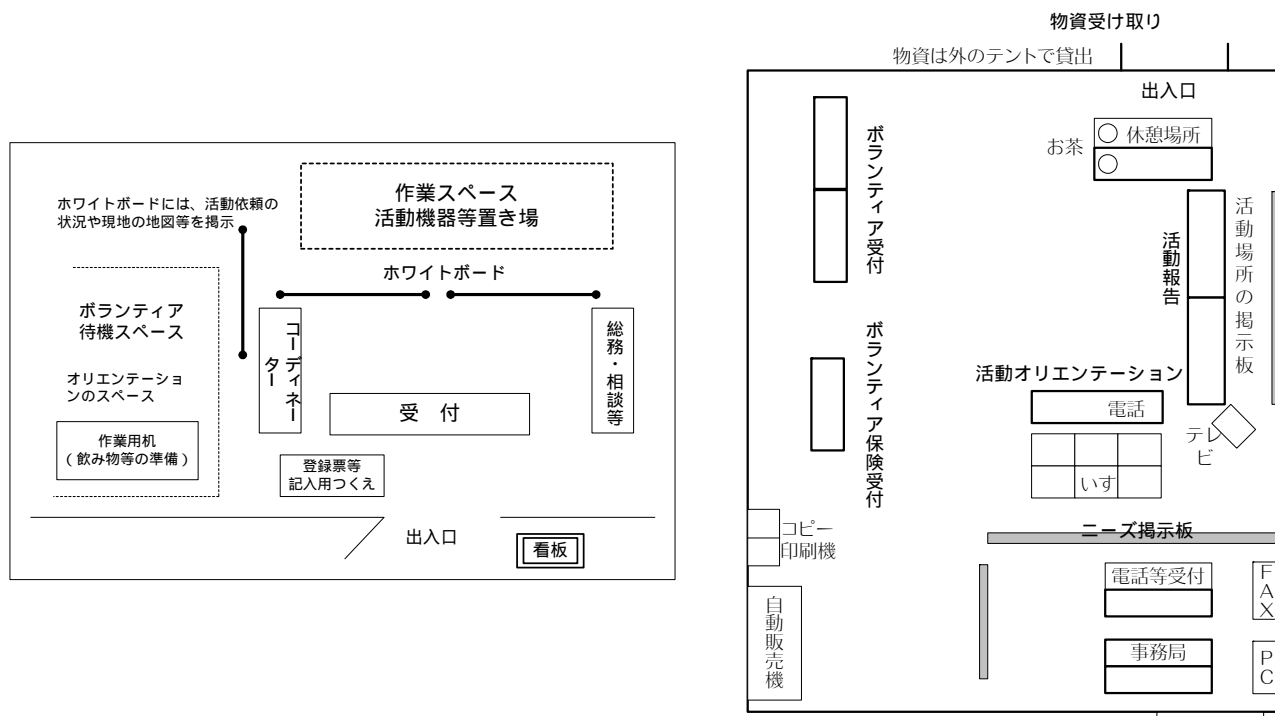 ホワイトボードには、活動依頼の
状況や現地の地図等を掲示
作業スペース
活動機器等置き場
ホワイトボード
ボランティア
待機スペース
オリエンテーショ
ンのスペース
作業用机
(飲み物等の準備)
コーディネー
ター
総務・相談等
受 付
登録票等
記入用つくえ
出入口
看板
物資受け取り
物資は外のテントで貸出
出入口
お茶
休憩場所
ボランティア受付
活動報告
活動場所の掲示板
ボランティア保険受付
活動オリエンテーション
電話
いす
テレ
ビ
コピー
印刷機
ニーズ掲示板
自動販売機
電話等受付
FAX
事務局
PC